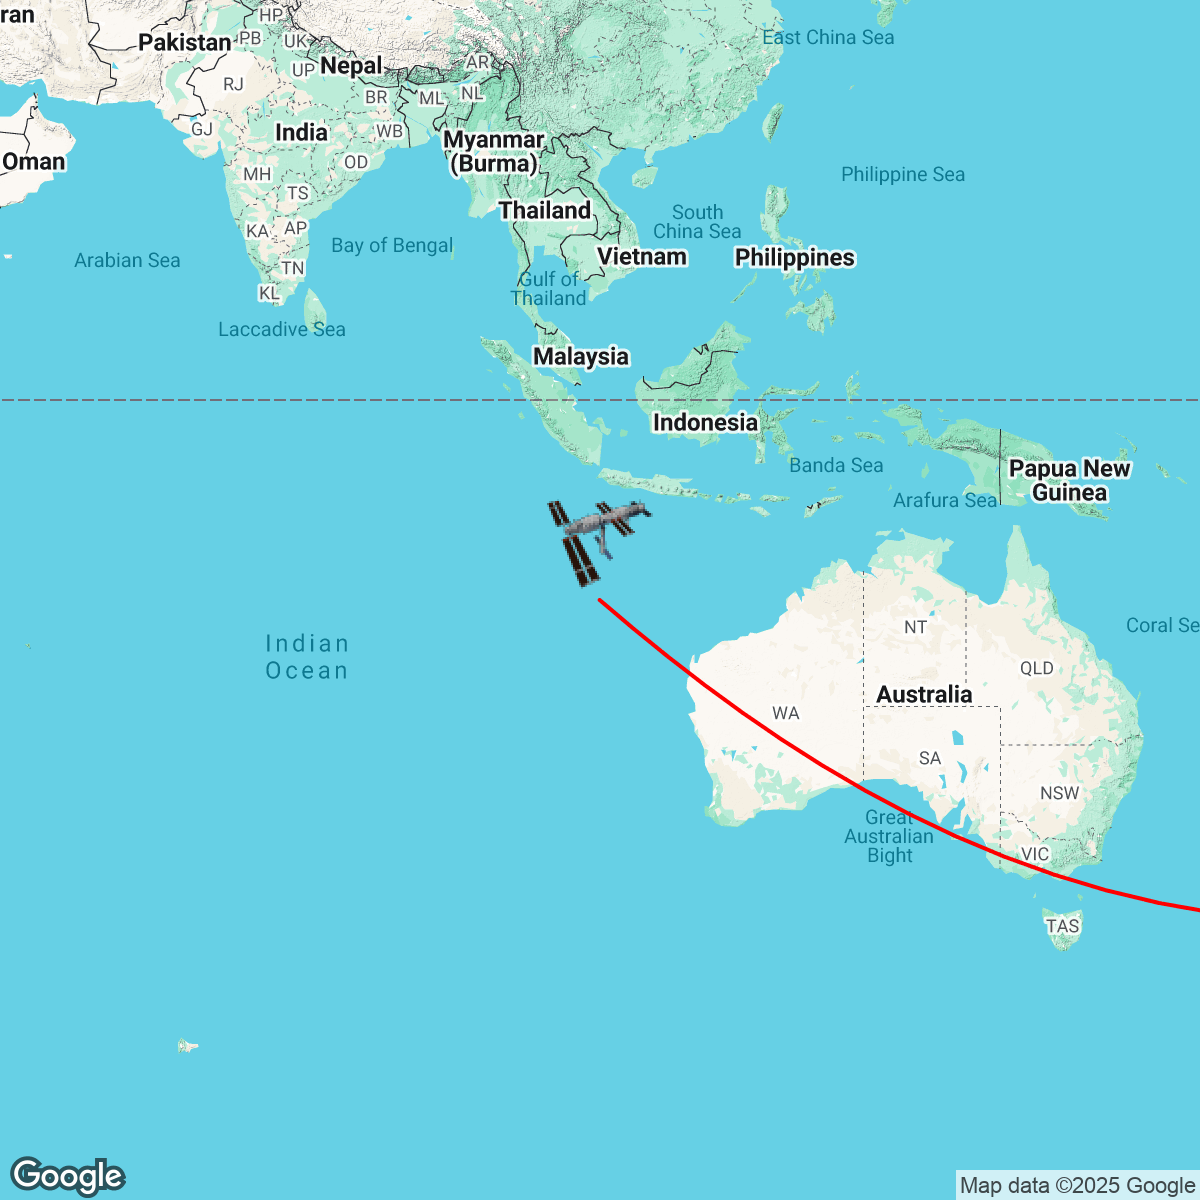 ran
HP
East China Sea
Pakistan
PB
UK
Nepal
AR
UP
RJ
BR
ML
NL
GJ
India
WB
Myanmar
(Burma)
Oman
OD
MH
Philippine Sea
TS
Thailand
South
China Sea
KA
AP
Bay of Bengal
Vietnam
Philippines
Arabian Sea
TN
Gulf of
Thailand
KL
Laccadive Sea
Malaysia
Indonesia
Banda Sea
Papua New
Guinea
Arafura Sea
Coral Se
NT
Indian
Ocean
QLD
Australia
WA
SA
NSW
Great
Australian
Bight
VIC
TAS
Google
Map data ©2025 Google